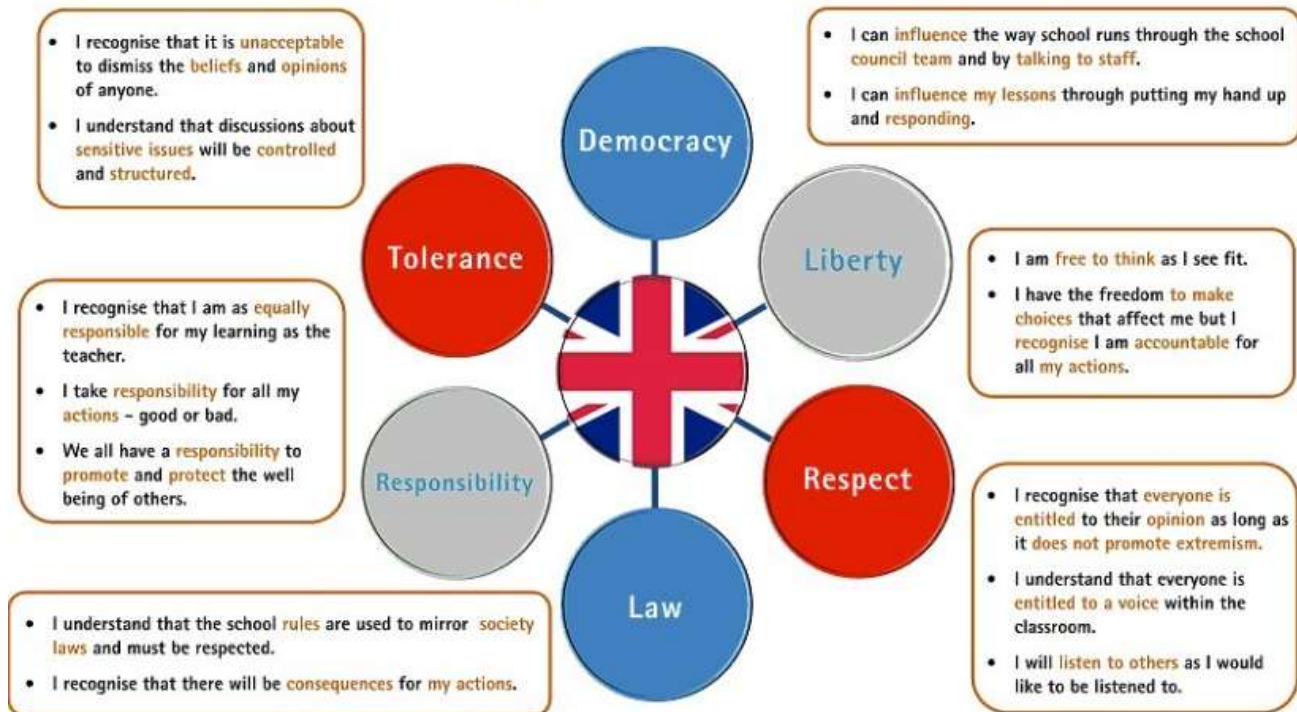 • I recognise that it is unacceptable
to dismiss the beliefs and opinions
of anyone.
• I understand that discussions about
sensitive issues will be controlled
and structured.
Democracy
• I can influence the way school runs through the school
council team and by talking to staff.
• I can influence my lessons through putting my hand up
and responding.
Tolerance
Liberty
• I am free to think as I see fit.
• I have the freedom to make
choices that affect me but I
recognise I am accountable for
all my actions.
• I recognise that I am as equally
responsible for my learning as the
teacher.
• I take responsibility for all my
actions – good or bad.
• We all have a responsibility to
promote and protect the well
being of others.
Responsibility
Respect
• I recognise that everyone is
entitled to their opinion as long as
it does not promote extremism.
• I understand that everyone is
entitled to a voice within the
classroom.
• I will listen to others as I would
like to be listened to.
Law
• I understand that the school rules are used to mirror society
laws and must be respected.
• I recognise that there will be consequences for my actions.